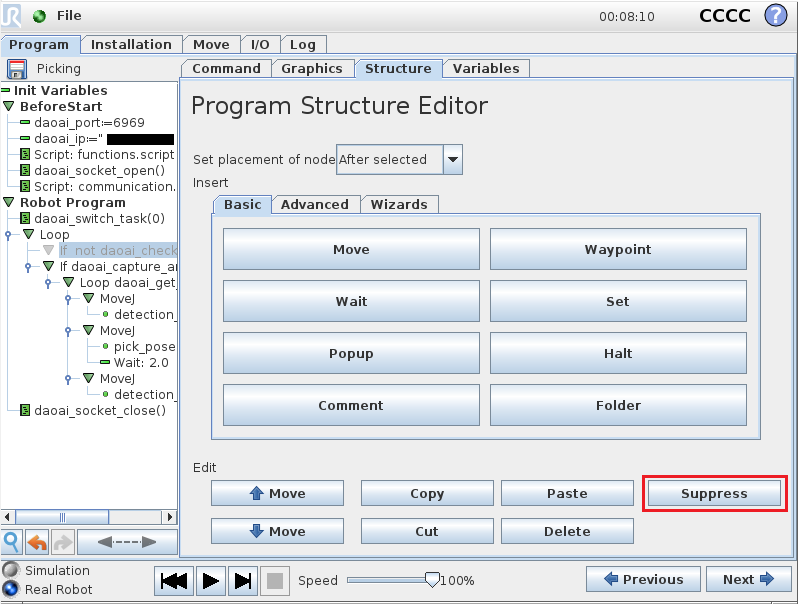 File
00:08:10
CCCC
?
Program
Installation
Move
I/O
Log
Picking
Command
Graphics
Structure
Variables
Init Variables
BeforeStart
daoai_port≔6969
daoai_ip≔"
Script: functions.script
daoai_socket_open()
Script: communication.
Robot Program
daoai_switch_task(0)
Loop
If not daoai_check
If daoai_capture_a
Loop daoai_get_
MoveJ
detection_
MoveJ
pick_pose
Wait: 2.0
MoveJ
detection_
daoai_socket_close()
Program Structure Editor
Set placement of node
After selected
Insert
Basic
Advanced
Wizards
Move
Waypoint
Wait
Set
Popup
Halt
Comment
Folder
Edit
Move
Copy
Paste
Suppress
Move
Cut
Delete
Simulation
Real Robot
Speed
100%
Previous
Next